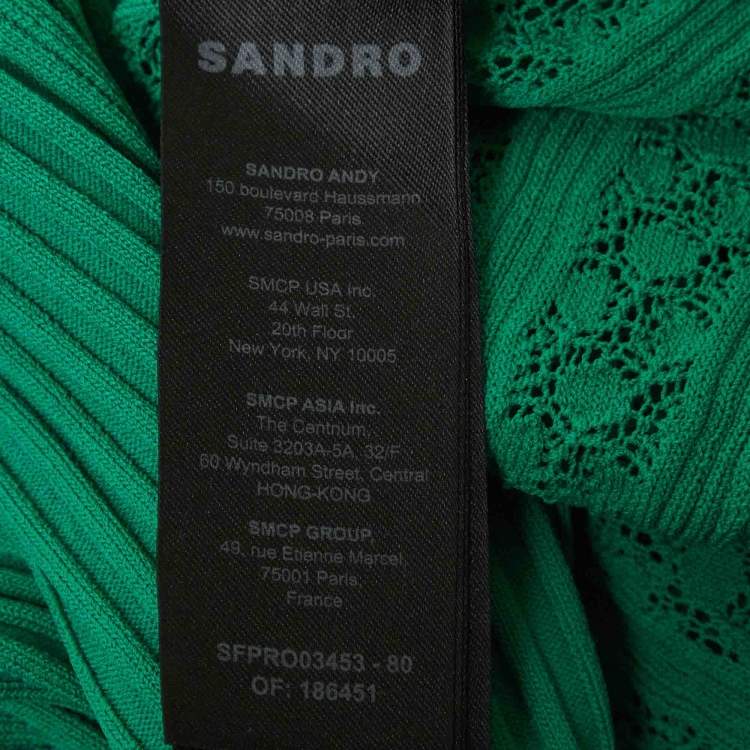 SANDRO
SANDRO ANDY
150 boulevard Haussmann
75008 Paris.
www.sandro-paris.com
SMCP USA Inc.
44 Wall St.
20th Floor
New York, NY 10005
SMCP ASIA Inc.
The Centrium,
Suite 3203A-5A, 32/F
60 Wyndham Street, Central
HONG-KONG
SMCP GROUP,
49, rue Etienne Marcel,
75001 Paris,
France
SFPRO03453 - 80
OF: 186451